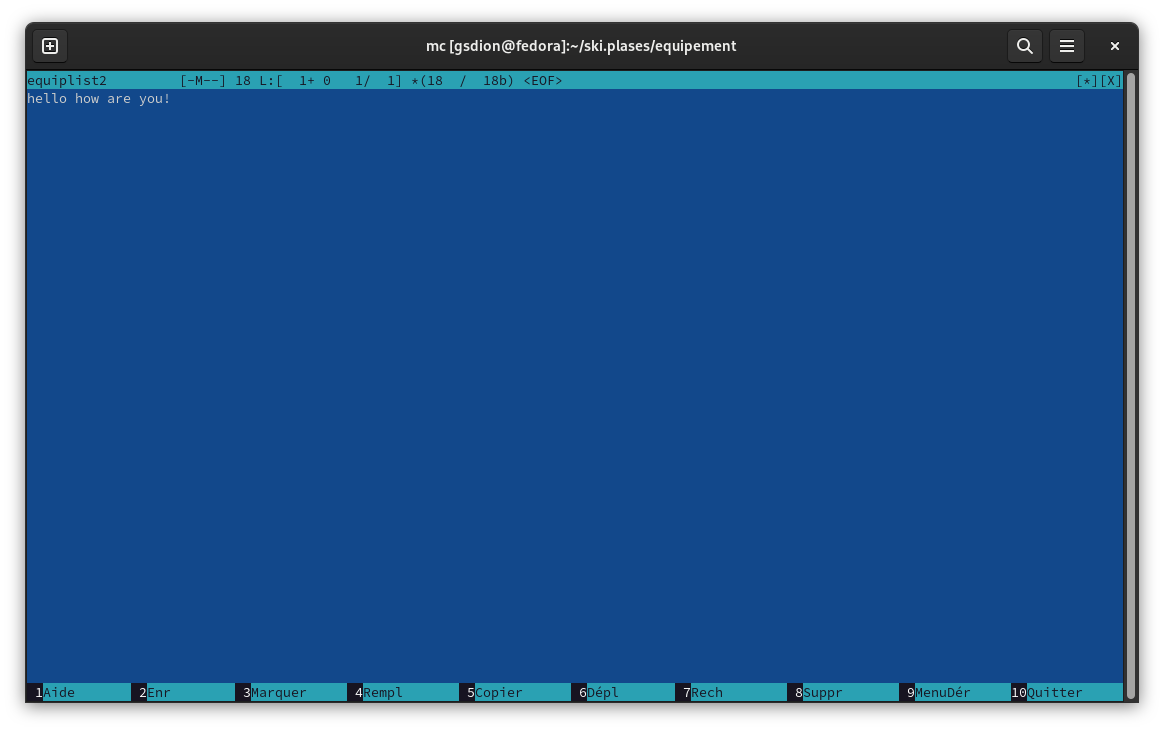 mc [gsdion@fedora]:~/ski.plases/equipement
equiplist2         [-M--] 18 L:[  1+ 0   1/  1] *(18  /  18b) <EOF>                                                                [*][X]
hello how are you!
1Aide 2Enr 3Marquer 4Rempl 5Copier 6Dépl 7Rech 8Suppr 9MenuDér 10Quitter